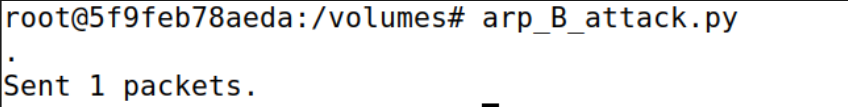 root@5f9feb78aeda:/volumes# arp_B_attack.py
.
Sent 1 packets.